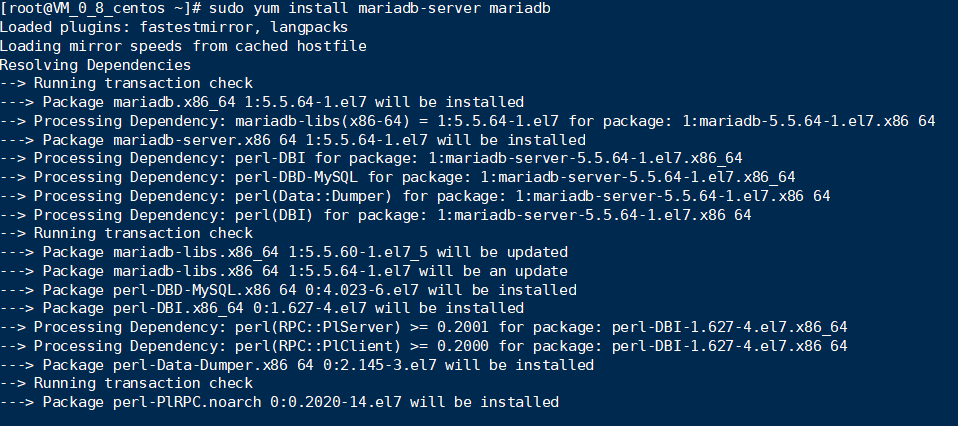 [root@VM_0_8_centos ~]# sudo yum install mariadb-server mariadb
Loaded plugins: fastestmirror, langpacks
Loading mirror speeds from cached hostfile
Resolving Dependencies
--> Running transaction check
---> Package mariadb.x86_64 1:5.5.64-1.el7 will be installed
--> Processing Dependency: mariadb-libs(x86-64) = 1:5.5.64-1.el7 for package: 1:mariadb-5.5.64-1.el7.x86_64
---> Package mariadb-server.x86_64 1:5.5.64-1.el7 will be installed
--> Processing Dependency: perl-DBI for package: 1:mariadb-server-5.5.64-1.el7.x86_64
--> Processing Dependency: perl-DBD-MySQL for package: 1:mariadb-server-5.5.64-1.el7.x86_64
--> Processing Dependency: perl(Data::Dumper) for package: 1:mariadb-server-5.5.64-1.el7.x86_64
--> Processing Dependency: perl(DBI) for package: 1:mariadb-server-5.5.64-1.el7.x86_64
--> Running transaction check
---> Package mariadb-libs.x86_64 1:5.5.60-1.el7_5 will be updated
---> Package mariadb-libs.x86_64 1:5.5.64-1.el7 will be an update
---> Package perl-DBD-MySQL.x86_64 0:4.023-6.el7 will be installed
---> Package perl-DBI.x86_64 0:1.627-4.el7 will be installed
--> Processing Dependency: perl(RPC::PlServer) >= 0.2001 for package: perl-DBI-1.627-4.el7.x86_64
--> Processing Dependency: perl(RPC::PlClient) >= 0.2000 for package: perl-DBI-1.627-4.el7.x86_64
---> Package perl-Data-Dumper.x86_64 0:2.145-3.el7 will be installed
--> Running transaction check
---> Package perl-PlRPC.noarch 0:0.2020-14.el7 will be installed